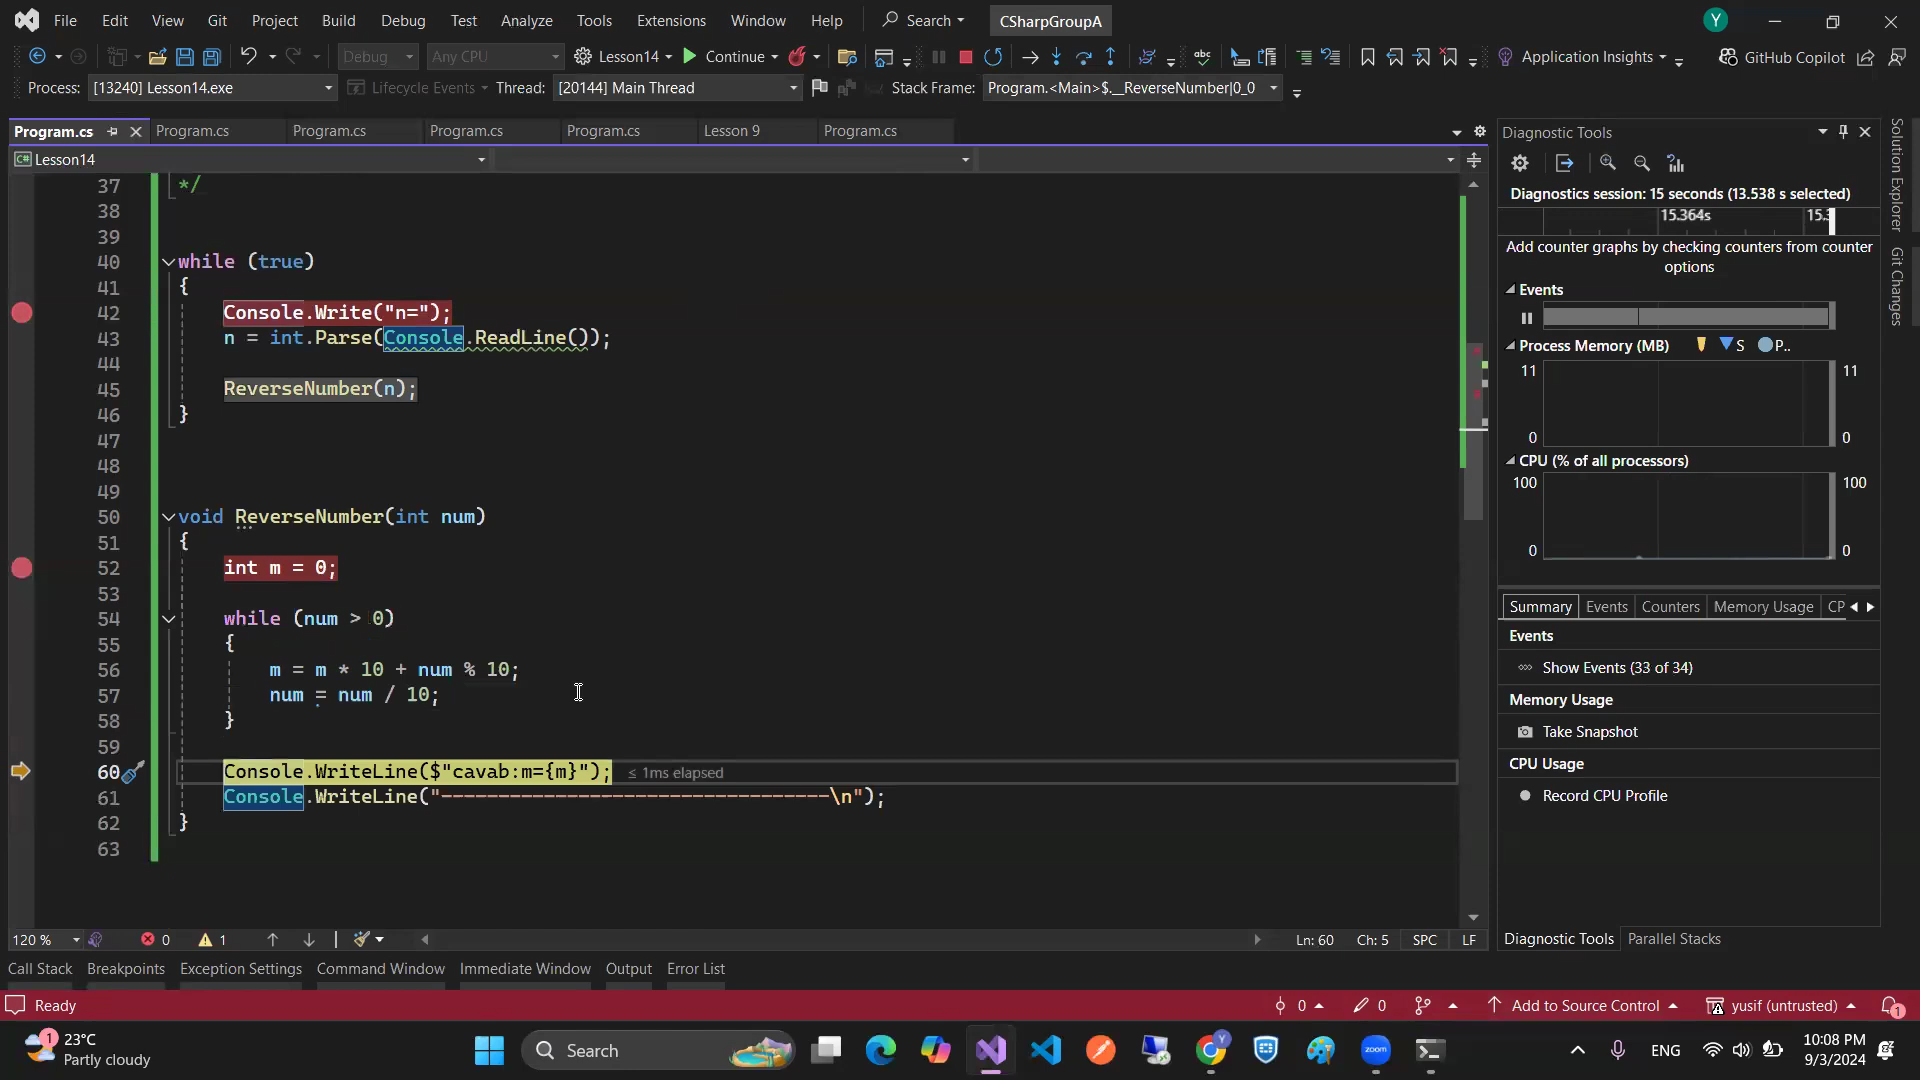 File Edit View Git Project Build Debug Test Analyze Tools Extensions Window Help Search CSharpGroupA Y
Debug Any CPU Lesson14 Continue Application Insights GitHub Copilot
Process: [13240] Lesson14.exe Lifecycle Events Thread: [20144] Main Thread Stack Frame: Program.<Main>$.__ReverseNumber|0_0
Program.cs Program.cs Program.cs Program.cs Program.cs Lesson 9 Program.cs
C# Lesson14
37 */
38
39
40 while (true)
41 {
42 Console.Write("n=");
43 n = int.Parse(Console.ReadLine());
44
45 ReverseNumber(n);
46 }
47
48
49
50 void ReverseNumber(int num)
51 {
52 int m = 0;
53
54 while (num > 0)
55 {
56 m = m * 10 + num % 10;
57 num = num / 10;
58 }
59
60 Console.WriteLine($"cavab:m={m}"); ≤ 1ms elapsed
61 Console.WriteLine("----------------------------------\n");
62 }
63
120 % 0 1 Ln: 60 Ch: 5 SPC LF
Call Stack Breakpoints Exception Settings Command Window Immediate Window Output Error List
Diagnostic Tools
Diagnostics session: 15 seconds (13.538 s selected)
15.364s 15.3
Add counter graphs by checking counters from counter
options
Events
Process Memory (MB) S P..
11 11
0 0
CPU (% of all processors)
100 100
0 0
Summary Events Counters Memory Usage CP
Events
Show Events (33 of 34)
Memory Usage
Take Snapshot
CPU Usage
Record CPU Profile
Diagnostic Tools Parallel Stacks
Solution Explorer
Git Changes
Ready 0 0 Add to Source Control yusif (untrusted) 1
1 23°C
Partly cloudy
Search
zoom
ENG
10:08 PM
9/3/2024